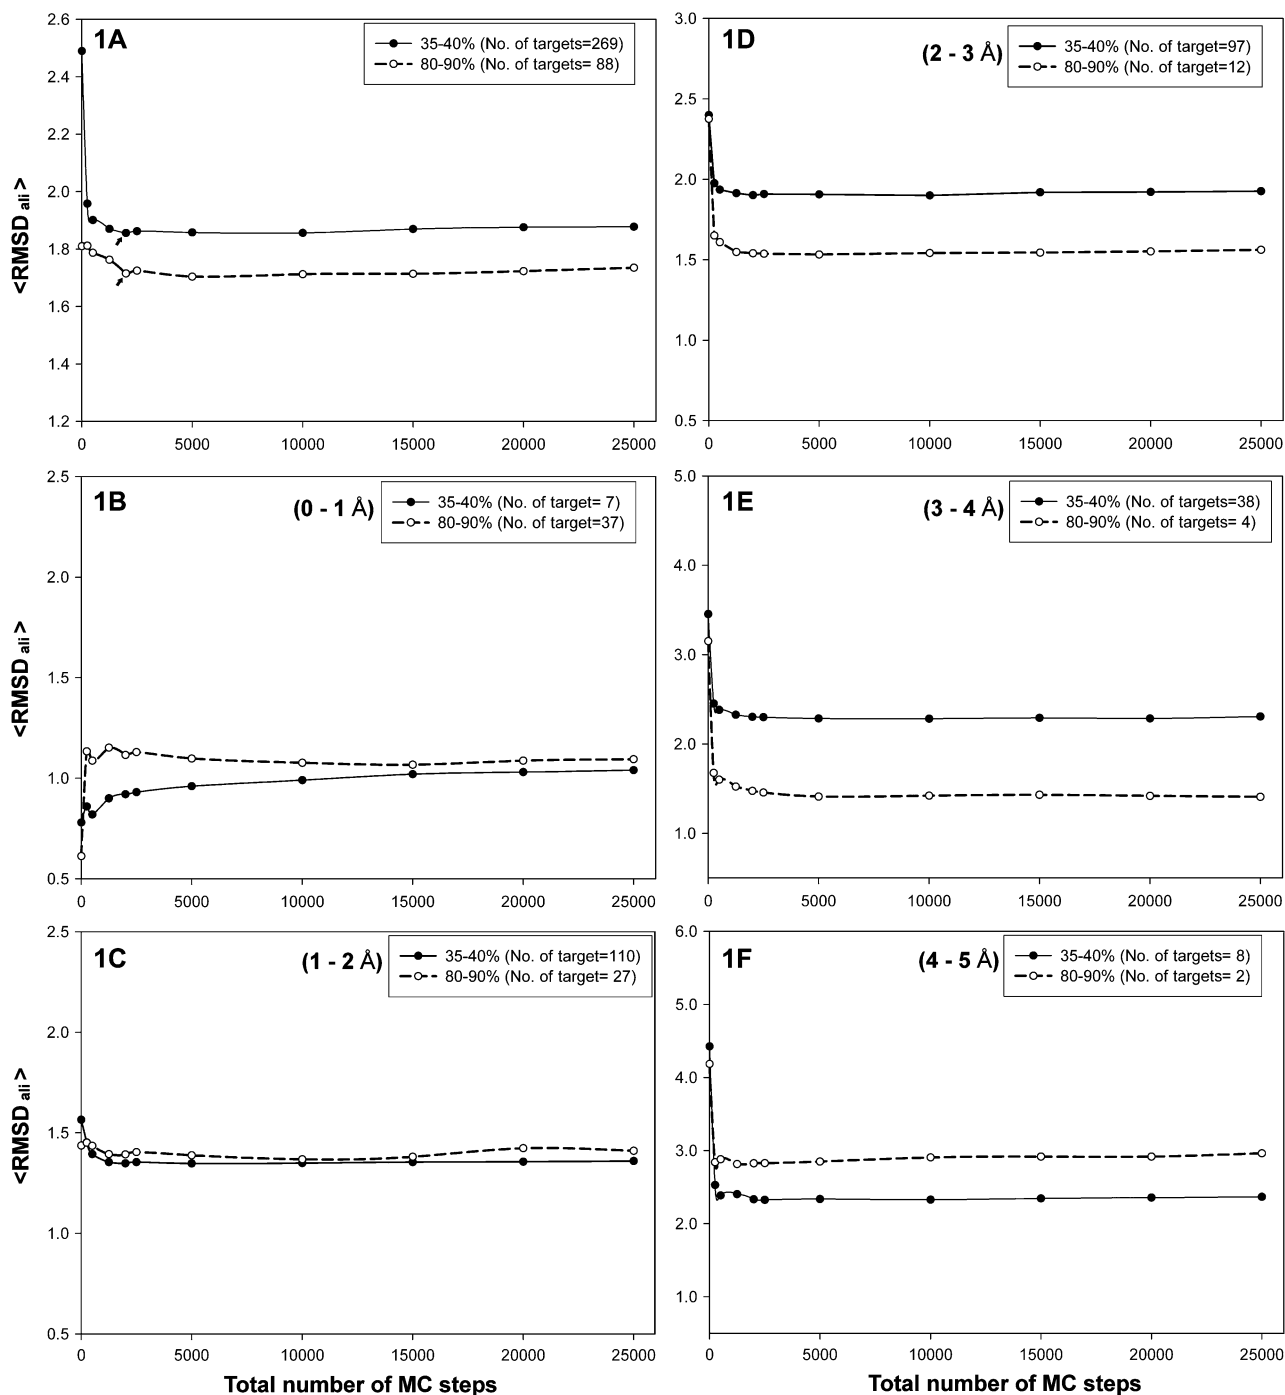 1A
35-40% (No. of targets=269)
80-90% (No. of targets= 88)
<RMSD ali >
2.6
2.4
2.2
2.0
1.8
1.6
1.4
1.2
0 5000 10000 15000 20000 25000
1D
(2 - 3 Å)
35-40% (No. of target=97)
80-90% (No. of target=12)
3.0
2.5
2.0
1.5
1.0
0.5
0 5000 10000 15000 20000 25000
1B
(0 - 1 Å)
35-40% (No. of target= 7)
80-90% (No. of target=37)
<RMSD ali >
2.5
2.0
1.5
1.0
0.5
0 5000 10000 15000 20000 25000
1E
(3 - 4 Å)
35-40% (No. of targets=38)
80-90% (No. of targets= 4)
5.0
4.0
3.0
2.0
1.0
0 5000 10000 15000 20000 25000
1C
(1 - 2 Å)
35-40% (No. of target=110)
80-90% (No. of target= 27)
<RMSD ali >
2.5
2.0
1.5
1.0
0.5
0 5000 10000 15000 20000 25000
Total number of MC steps
1F
(4 - 5 Å)
35-40% (No. of targets= 8)
80-90% (No. of targets= 2)
6.0
5.0
4.0
3.0
2.0
1.0
0 5000 10000 15000 20000 25000
Total number of MC steps